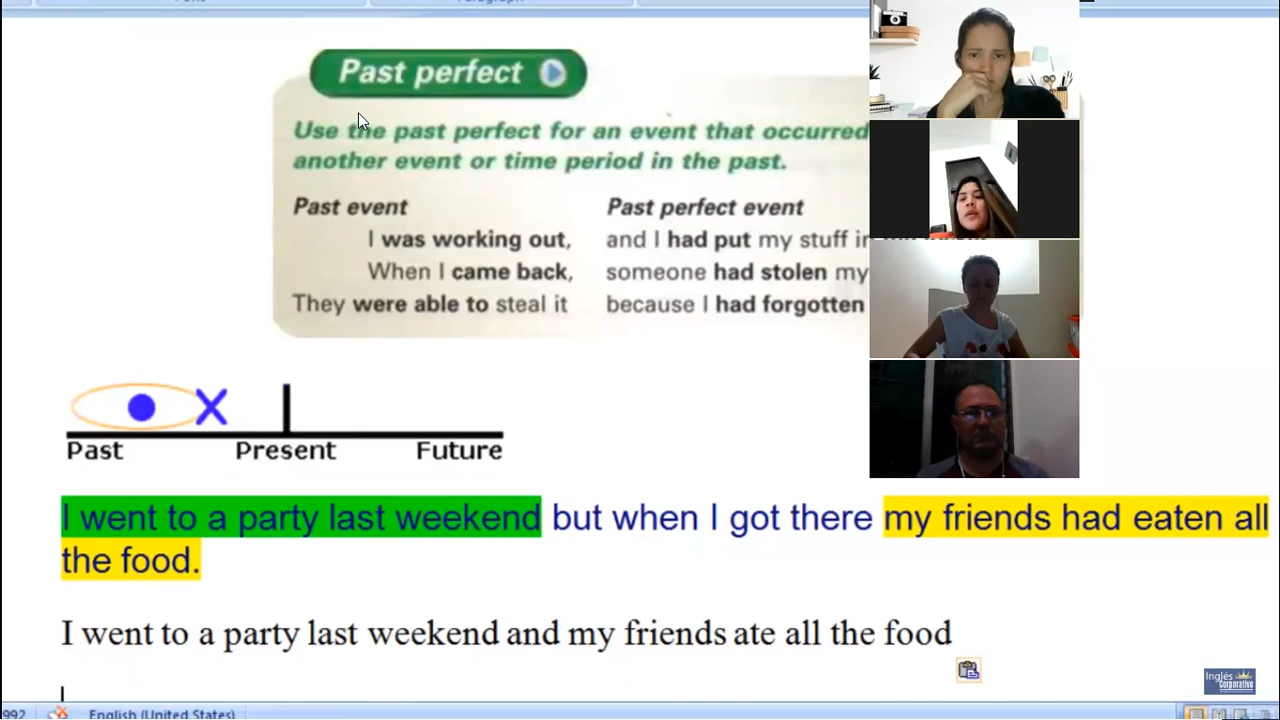 Past perfect
Use the past perfect for an event that occurred
another event or time period in the past.
Past event Past perfect event
I was working out, and I had put my stuff in
When I came back, someone had stolen my
They were able to steal it because I had forgotten
Past Present Future
I went to a party last weekend but when I got there my friends had eaten all
the food.
I went to a party last weekend and my friends ate all the food
Inglés
Corporativo
992 English (United States)